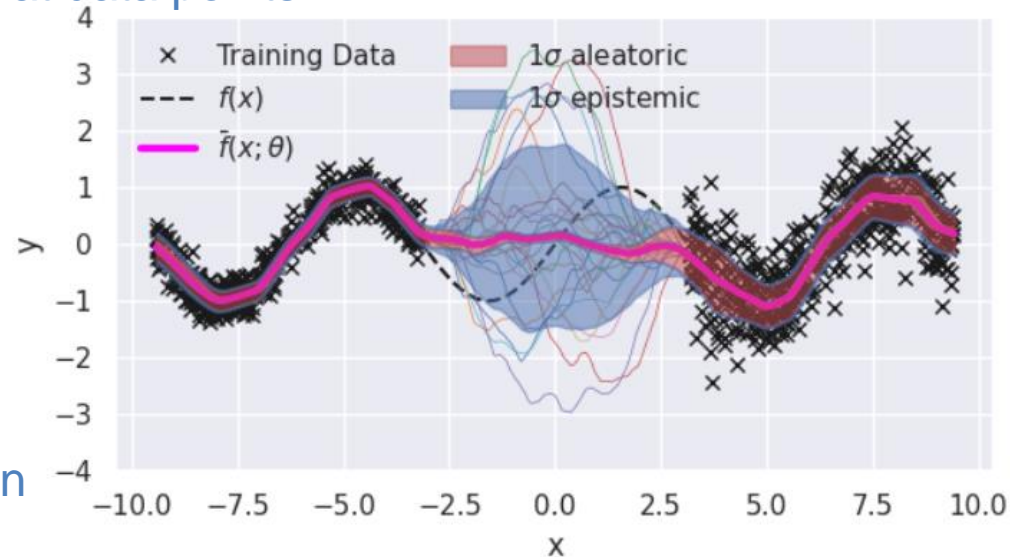 4
Training Data
1σ aleatoric
3
f(x)
1σ epistemic
2
f̄(x; θ)
1
0
y
−1
−2
−3
n
−4
−10.0 −7.5 −5.0 −2.5 0.0 2.5 5.0 7.5 10.0
x